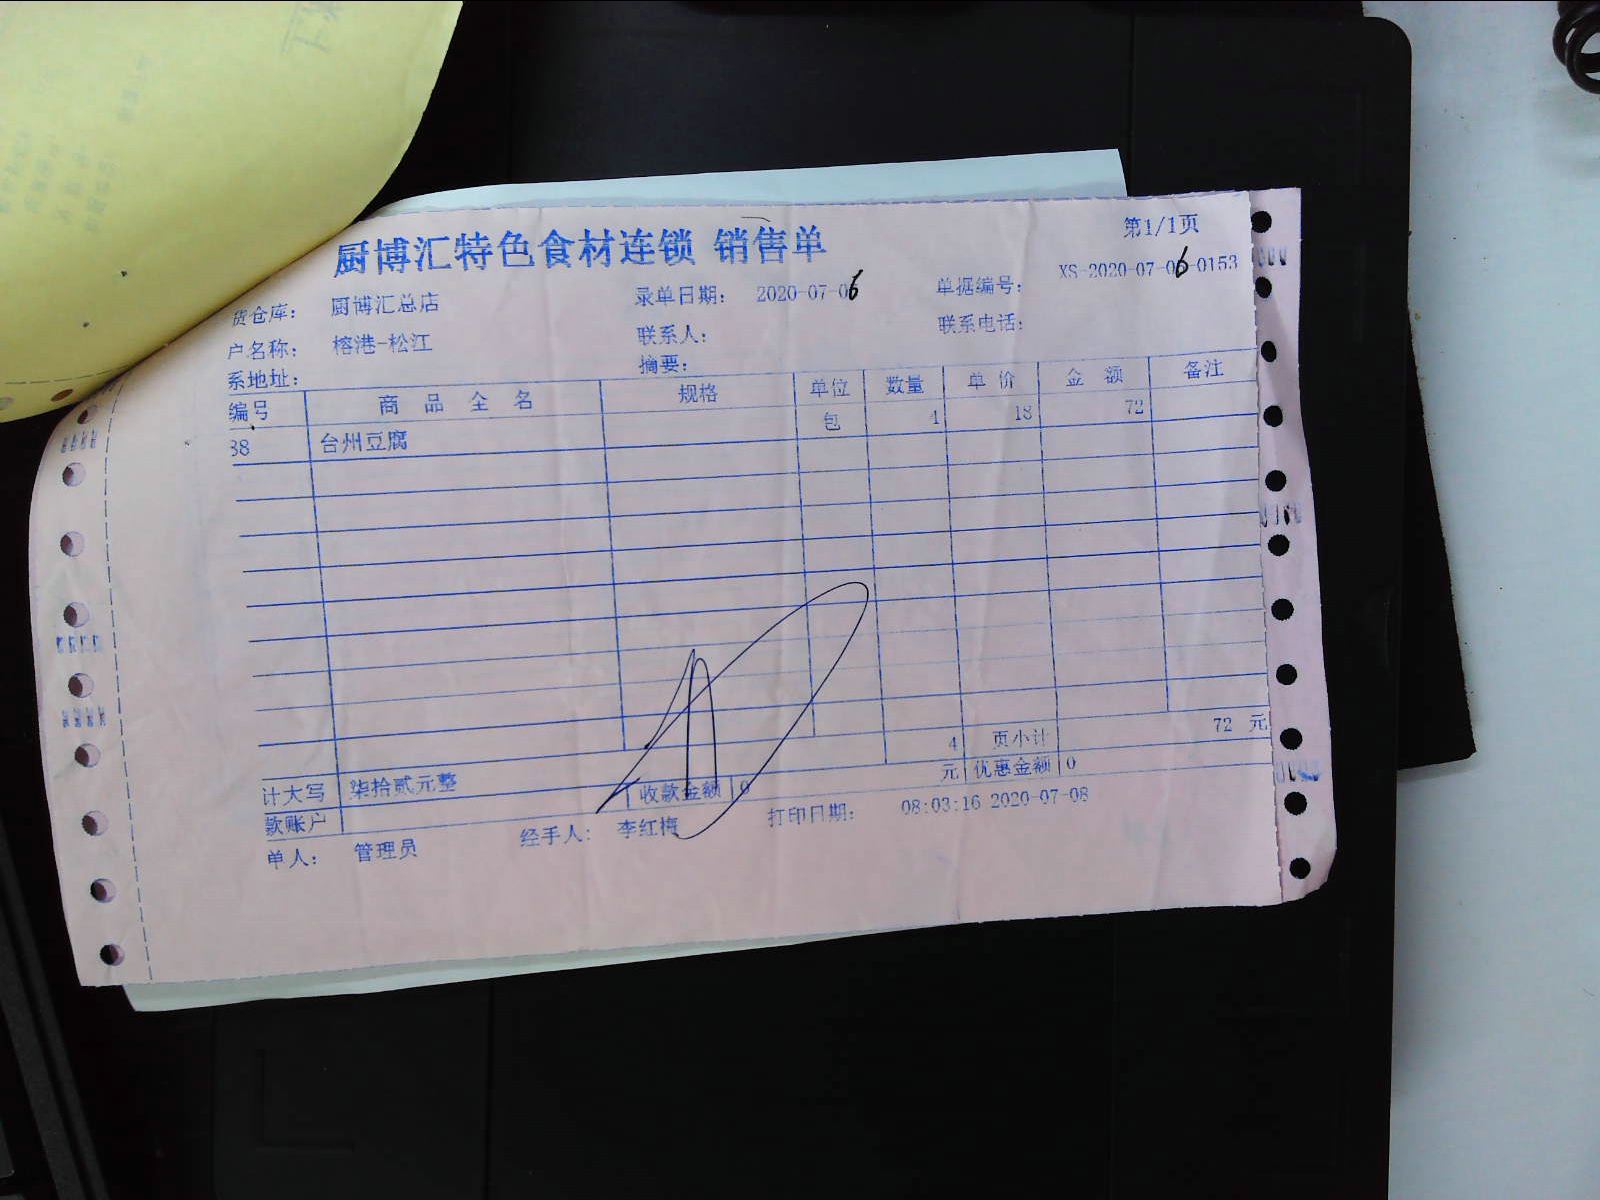 厨博汇特色食材连锁 销售单
第1/1页
货仓库： 厨博汇总店 录单日期： 2020-07-06 单据编号： XS-2020-07-06-0153
户名称： 榕港-松江 联系人： 联系电话：
系地址： 摘要：
编号 商品全名 规格 单位 数量 单价 金额 备注
38 台州豆腐 包 4 18 72
4 页小计 72 元
计大写 柒拾贰元整 收款金额 0 元 优惠金额 0
款账户
单人： 管理员 经手人： 李红梅 打印日期： 08:03:16 2020-07-08